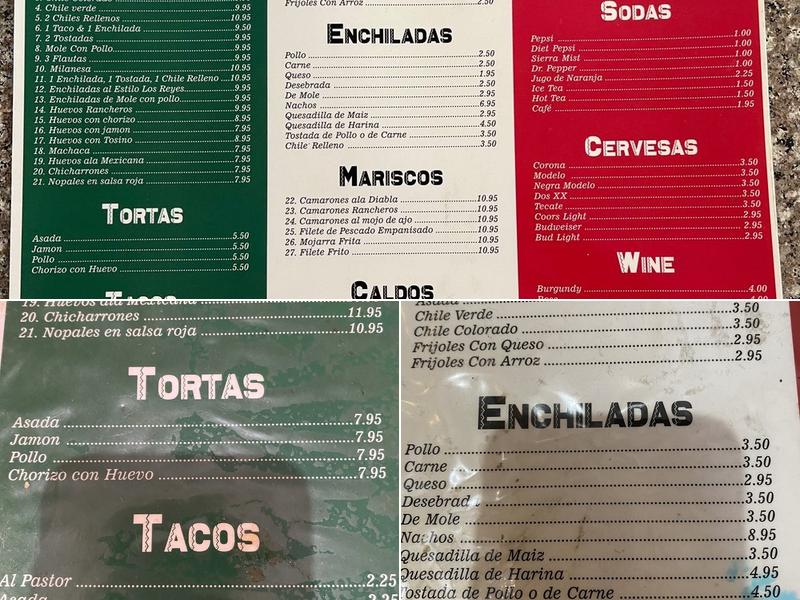 4. Chile verde 9.95
5. 2 Chiles Rellenos 10.95
6. 1 Taco & 1 Enchilada 9.50
7. 2 Tostadas 9.95
8. Mole Con Pollo 9.95
9. 3 Flautas 9.95
10. Milanesa 10.95
11. 1 Enchilada, 1 Tostada, 1 Chile Relleno 10.95
12. Enchiladas al Estilo Los Reyes 9.95
13. Enchiladas de Mole con pollo 9.95
14. Huevos Rancheros 7.95
15. Huevos con chorizo 8.95
16. Huevos con jamon 7.95
17. Huevos con Tosino 8.95
18. Machaca 7.95
19. Huevos ala Mexicana 7.95
20. Chicharrones 7.95
21. Nopales en salsa roja 7.95
TORTAS
Asada 5.50
Jamon 5.50
Pollo 5.50
Chorizo con Huevo 5.50
TACOS
Frijoles Con Arroz 2.50
ENCHILADAS
Pollo 2.50
Carne 2.50
Queso 1.95
Desebrada 2.50
De Mole 2.95
Nachos 6.95
Quesadilla de Maiz 2.95
Quesadilla de Harina 4.50
Tostada de Pollo o de Carne 3.50
Chile Relleno 3.50
MARISCOS
22. Camarones ala Diabla 10.95
23. Camarones Rancheros 10.95
24. Camarones al mojo de ajo 10.95
25. Filete de Pescado Empanisado 10.95
26. Mojarra Frita 10.95
27. Filete Frito 10.95
CALDOS
SODAS
Pepsi 1.00
Diet Pepsi 1.00
Sierra Mist 1.00
Dr. Pepper 1.00
Jugo de Naranja 2.25
Ice Tea 1.50
Hot Tea 1.50
Café 1.95
CERVESAS
Corona 3.50
Modelo 3.50
Negra Modelo 3.50
Dos XX 3.50
Tecate 3.50
Coors Light 2.95
Budweiser 2.95
Bud Light 2.95
WINE
Burgundy 4.00
4.00
19. Huevos ala Mexicana
20. Chicharrones 11.95
21. Nopales en salsa roja 10.95
TORTAS
Asada 7.95
Jamon 7.95
Pollo 7.95
Chorizo con Huevo 7.95
TACOS
Al Pastor 2.25
Asada
Asada
Chile Verde 3.50
Chile Colorado 3.50
Frijoles Con Queso 2.95
Frijoles Con Arroz 2.95
ENCHILADAS
Pollo 3.50
Carne 3.50
Queso 2.95
Desebrad 3.50
De Mole 3.50
Nachos 8.95
Quesadilla de Maiz 3.50
Quesadilla de Harina 4.95
Tostada de Pollo o de Carne 4.50